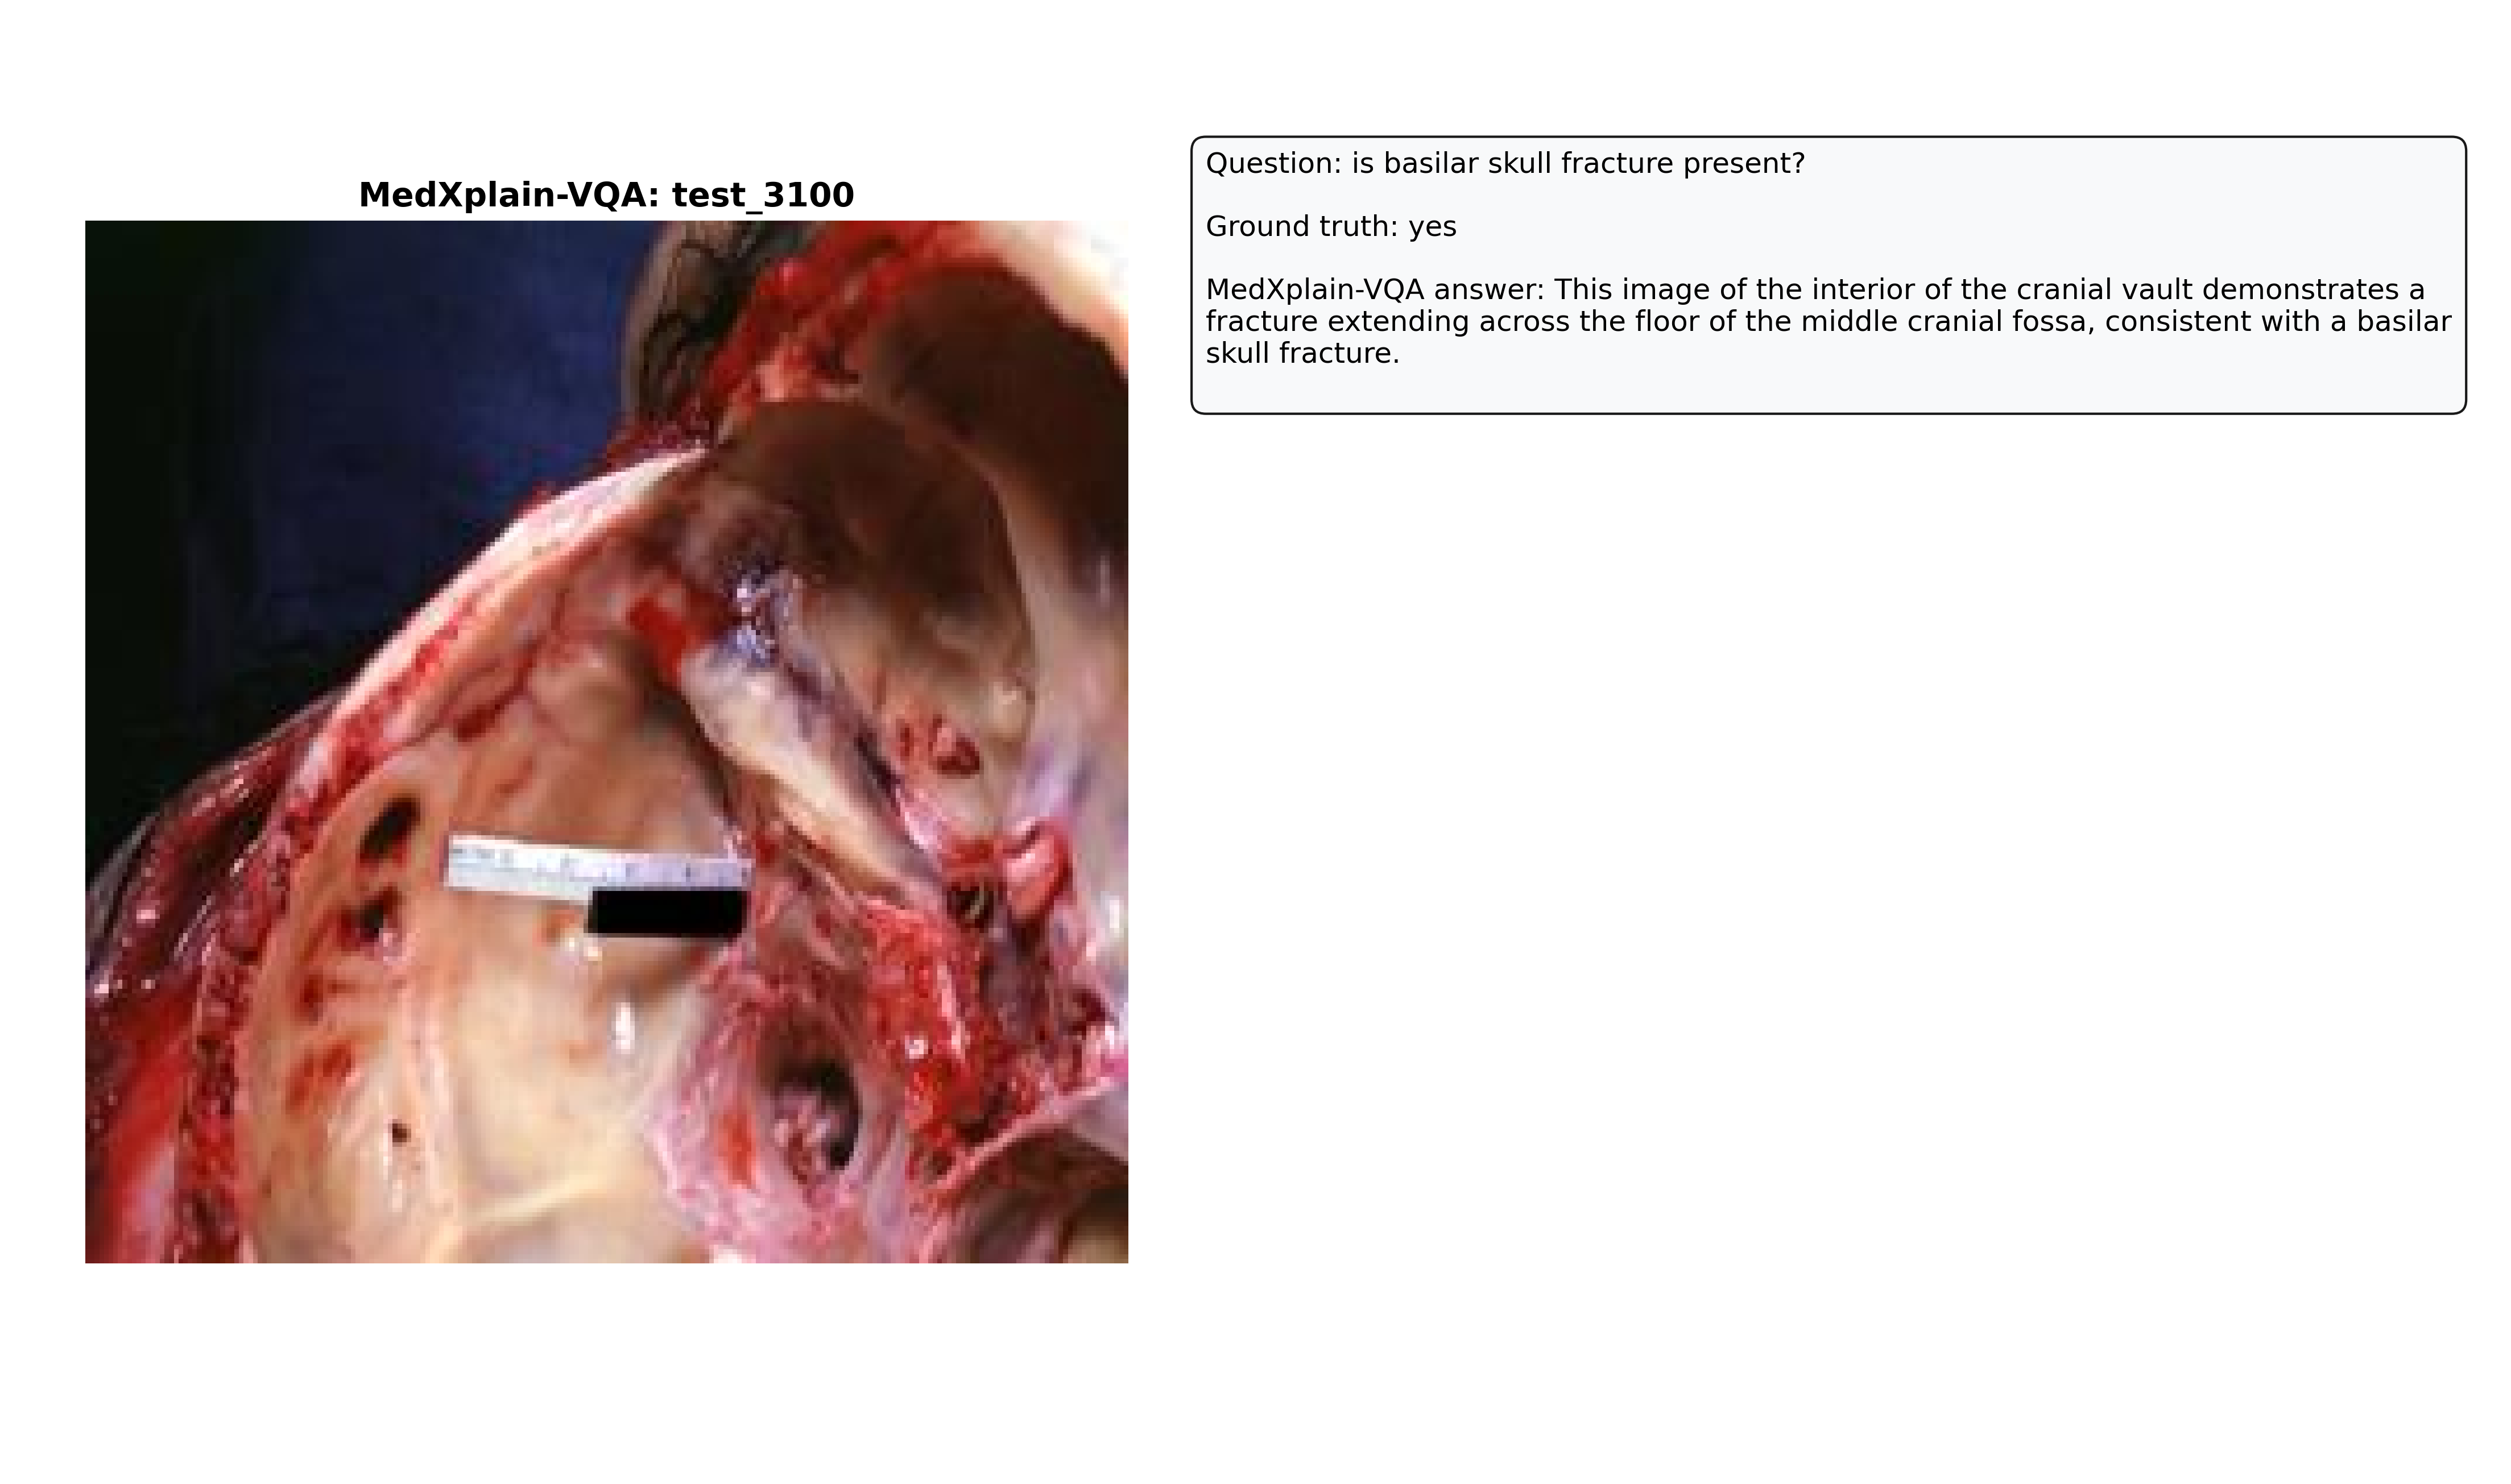 MedXplain-VQA: test_3100
Question: is basilar skull fracture present?
Ground truth: yes
MedXplain-VQA answer: This image of the interior of the cranial vault demonstrates a
fracture extending across the floor of the middle cranial fossa, consistent with a basilar
skull fracture.